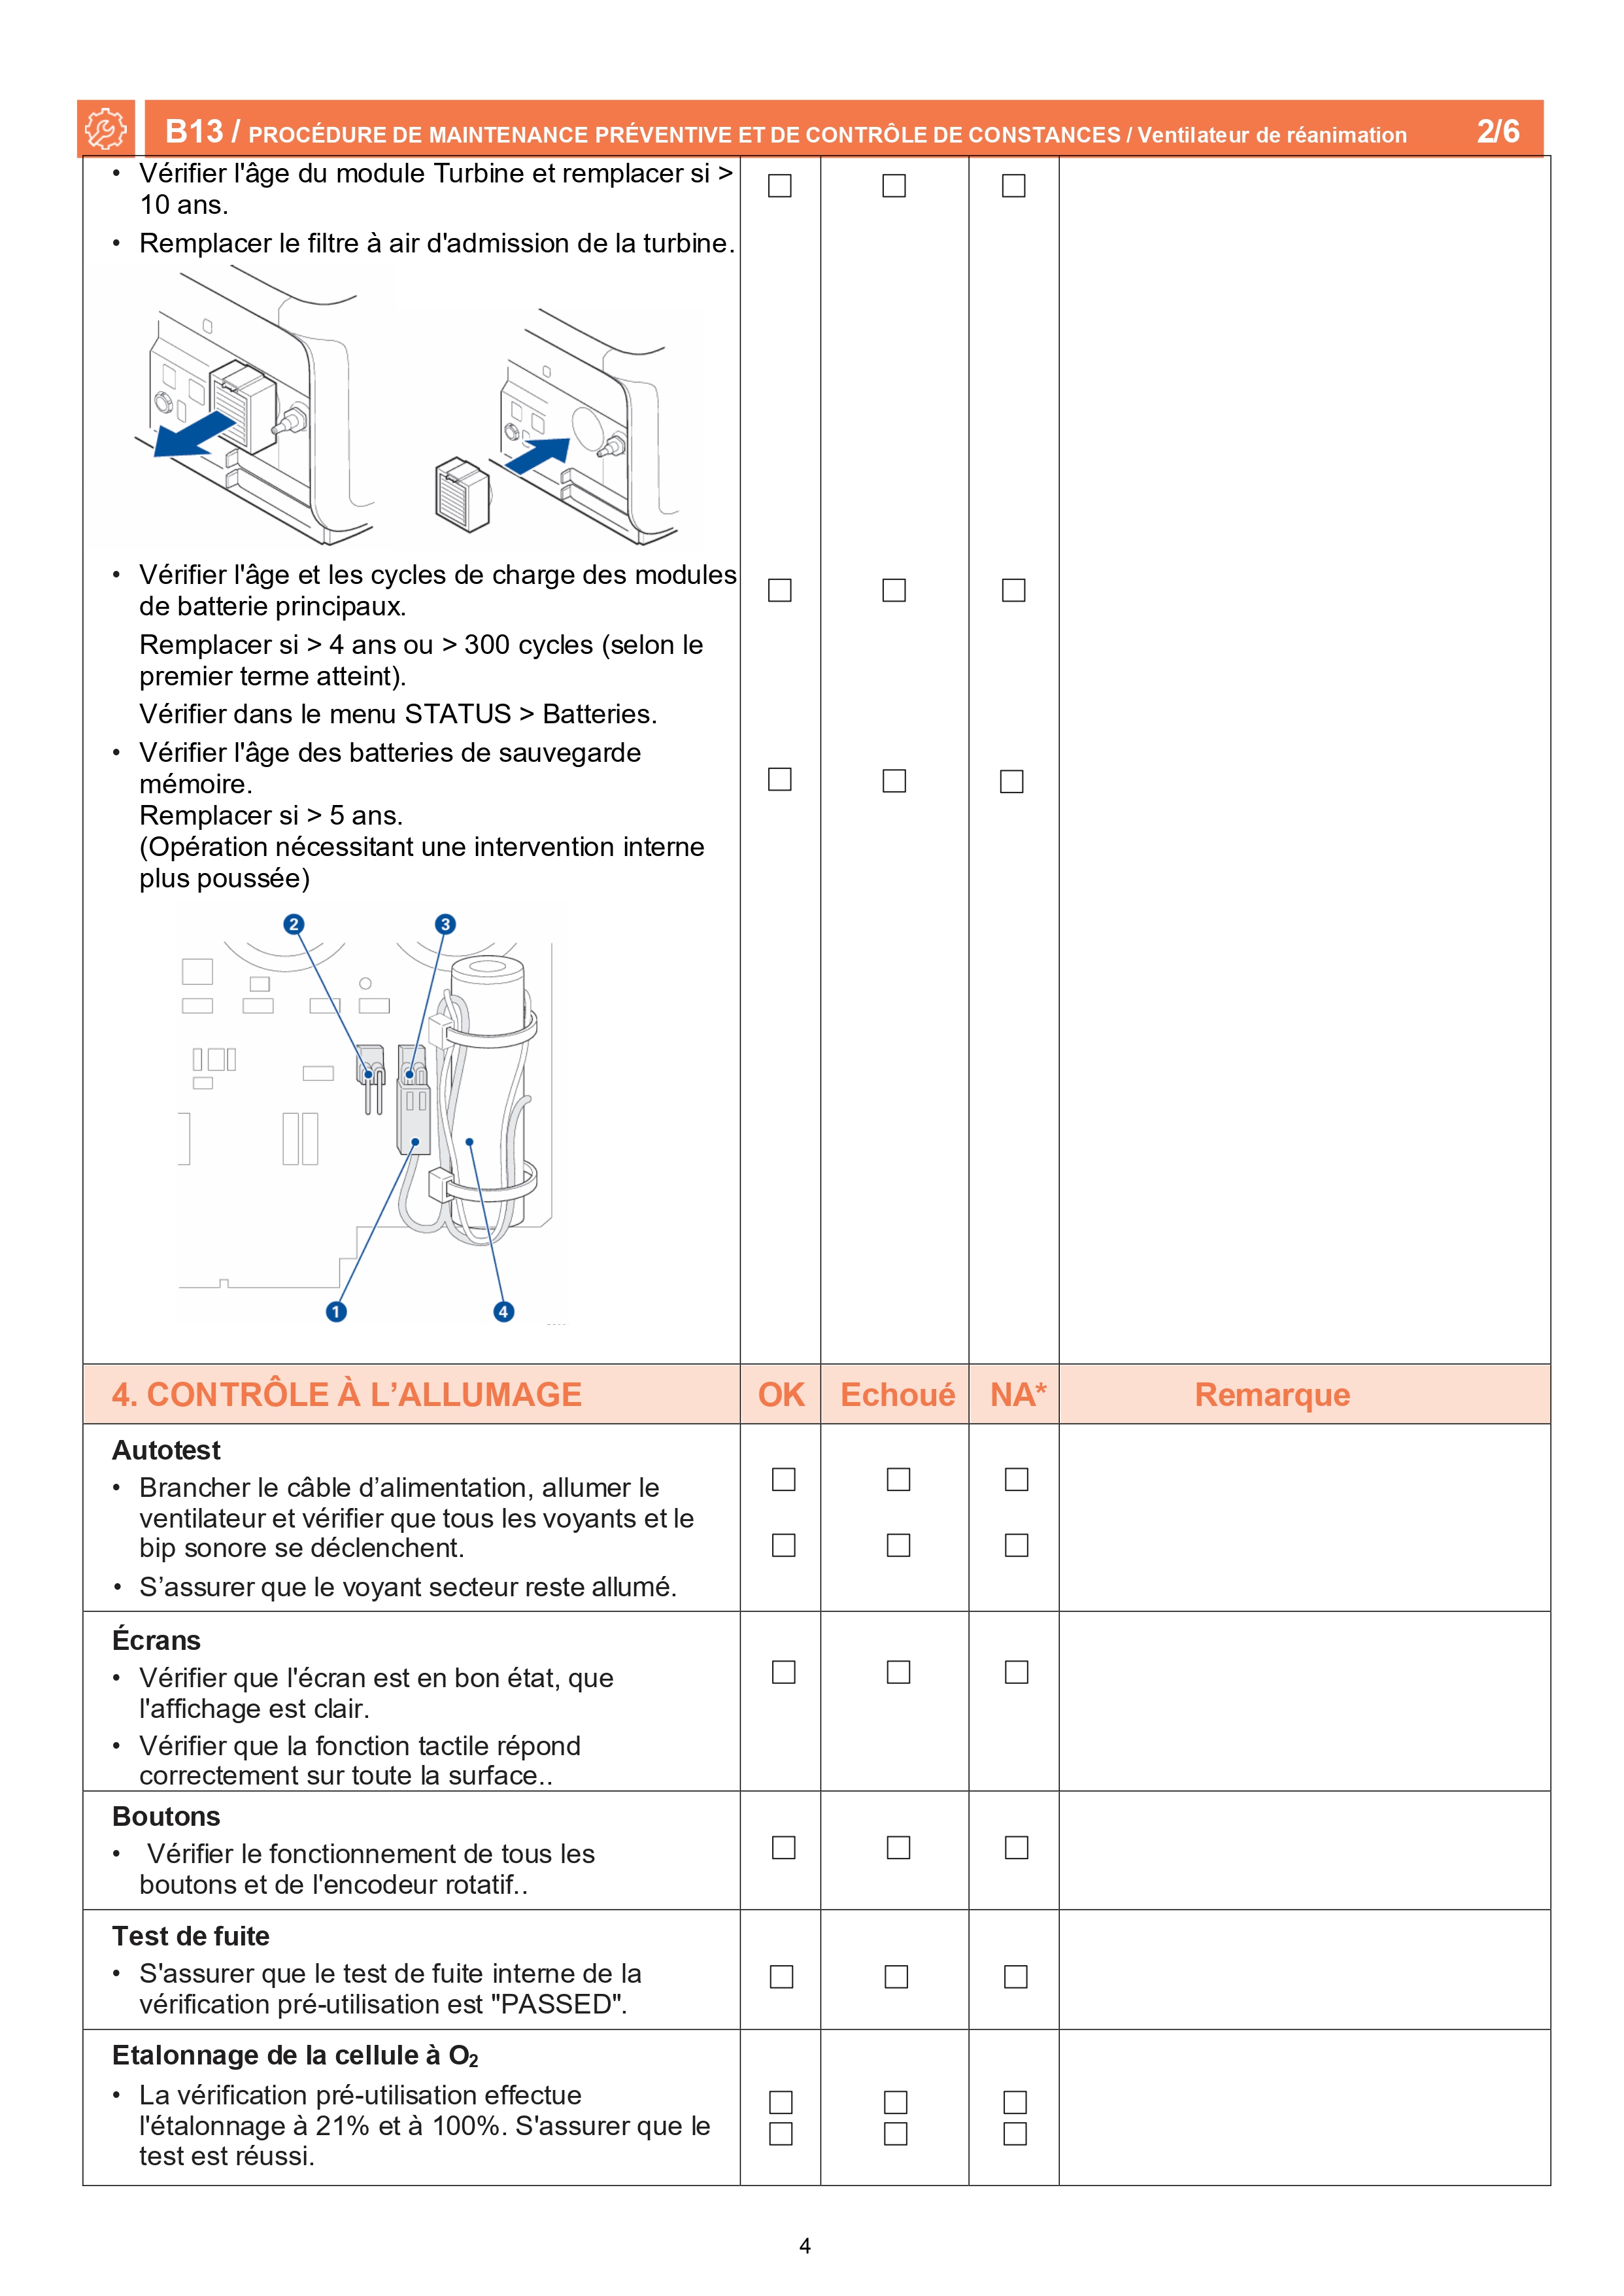 B13 / PROCÉDURE DE MAINTENANCE PRÉVENTIVE ET DE CONTRÔLE DE CONSTANCES / Ventilateur de réanimation 2/6
• Vérifier l'âge du module Turbine et remplacer si >
10 ans.
• Remplacer le filtre à air d'admission de la turbine.
• Vérifier l'âge et les cycles de charge des modules
de batterie principaux.
Remplacer si > 4 ans ou > 300 cycles (selon le
premier terme atteint).
Vérifier dans le menu STATUS > Batteries.
• Vérifier l'âge des batteries de sauvegarde
mémoire.
Remplacer si > 5 ans.
(Opération nécessitant une intervention interne
plus poussée)
2 3
1 4
4. CONTRÔLE À L’ALLUMAGE OK Echoué NA* Remarque
Autotest
• Brancher le câble d’alimentation, allumer le
ventilateur et vérifier que tous les voyants et le
bip sonore se déclenchent.
• S’assurer que le voyant secteur reste allumé.
Écrans
• Vérifier que l'écran est en bon état, que
l'affichage est clair.
• Vérifier que la fonction tactile répond
correctement sur toute la surface..
Boutons
• Vérifier le fonctionnement de tous les
boutons et de l'encodeur rotatif..
Test de fuite
• S'assurer que le test de fuite interne de la
vérification pré-utilisation est "PASSED".
Etalonnage de la cellule à O₂
• La vérification pré-utilisation effectue
l'étalonnage à 21% et à 100%. S'assurer que le
test est réussi.
4